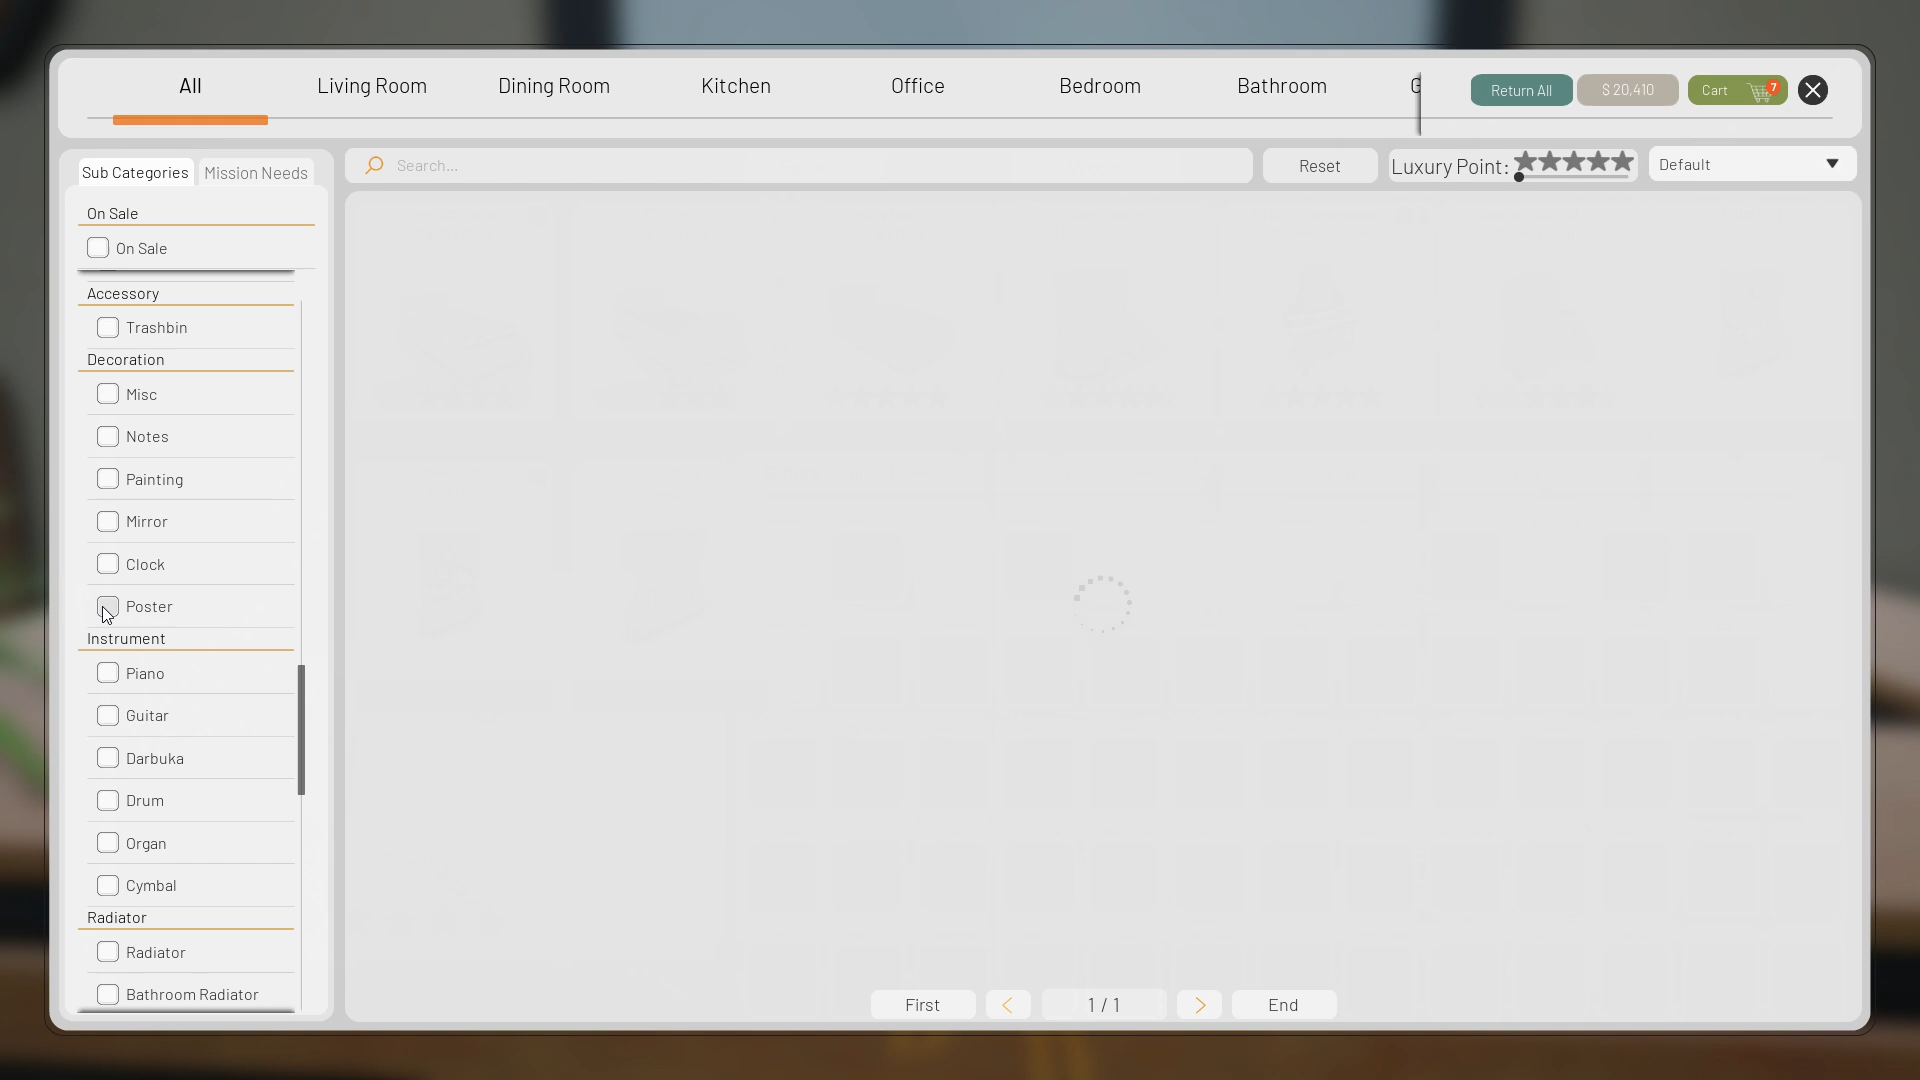 All
Living Room
Dining Room
Kitchen
Office
Bedroom
Bathroom
Return All
$ 20,410
Cart
7
Sub Categories
Mission Needs
Search...
Reset
Luxury Point:
Default
On Sale
On Sale
Accessory
Trashbin
Decoration
Misc
Notes
Painting
Mirror
Clock
Poster
Instrument
Piano
Guitar
Darbuka
Drum
Organ
Cymbal
Radiator
Radiator
Bathroom Radiator
First
<
1 / 1
>
End